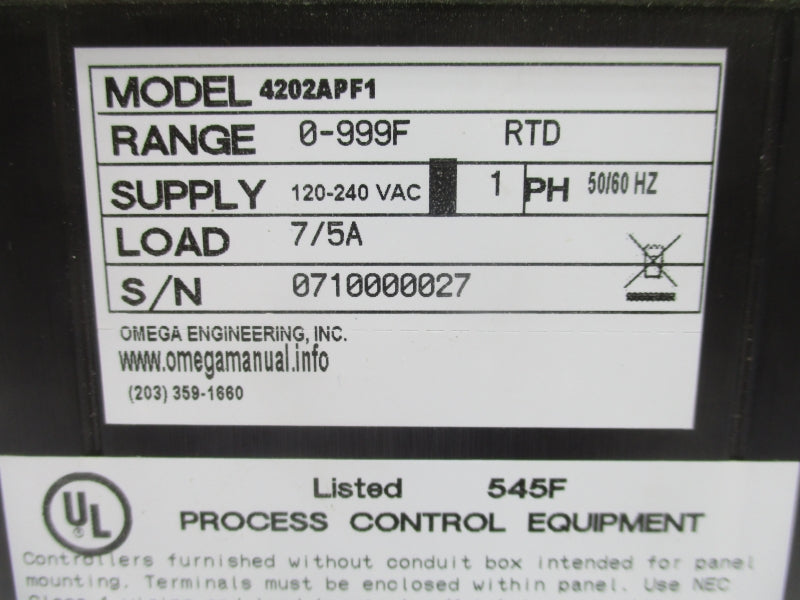 MODEL 4202APF1
RANGE 0-999F RTD
SUPPLY 120-240 VAC 1 PH 50/60 HZ
LOAD 7/5A
S/N 0710000027
OMEGA ENGINEERING, INC.
www.omegamanual.info
(203) 359-1660
UL ® Listed 545F
PROCESS CONTROL EQUIPMENT
Controllers furnished without conduit box intended for panel
mounting. Terminals must be enclosed within panel. Use NEC